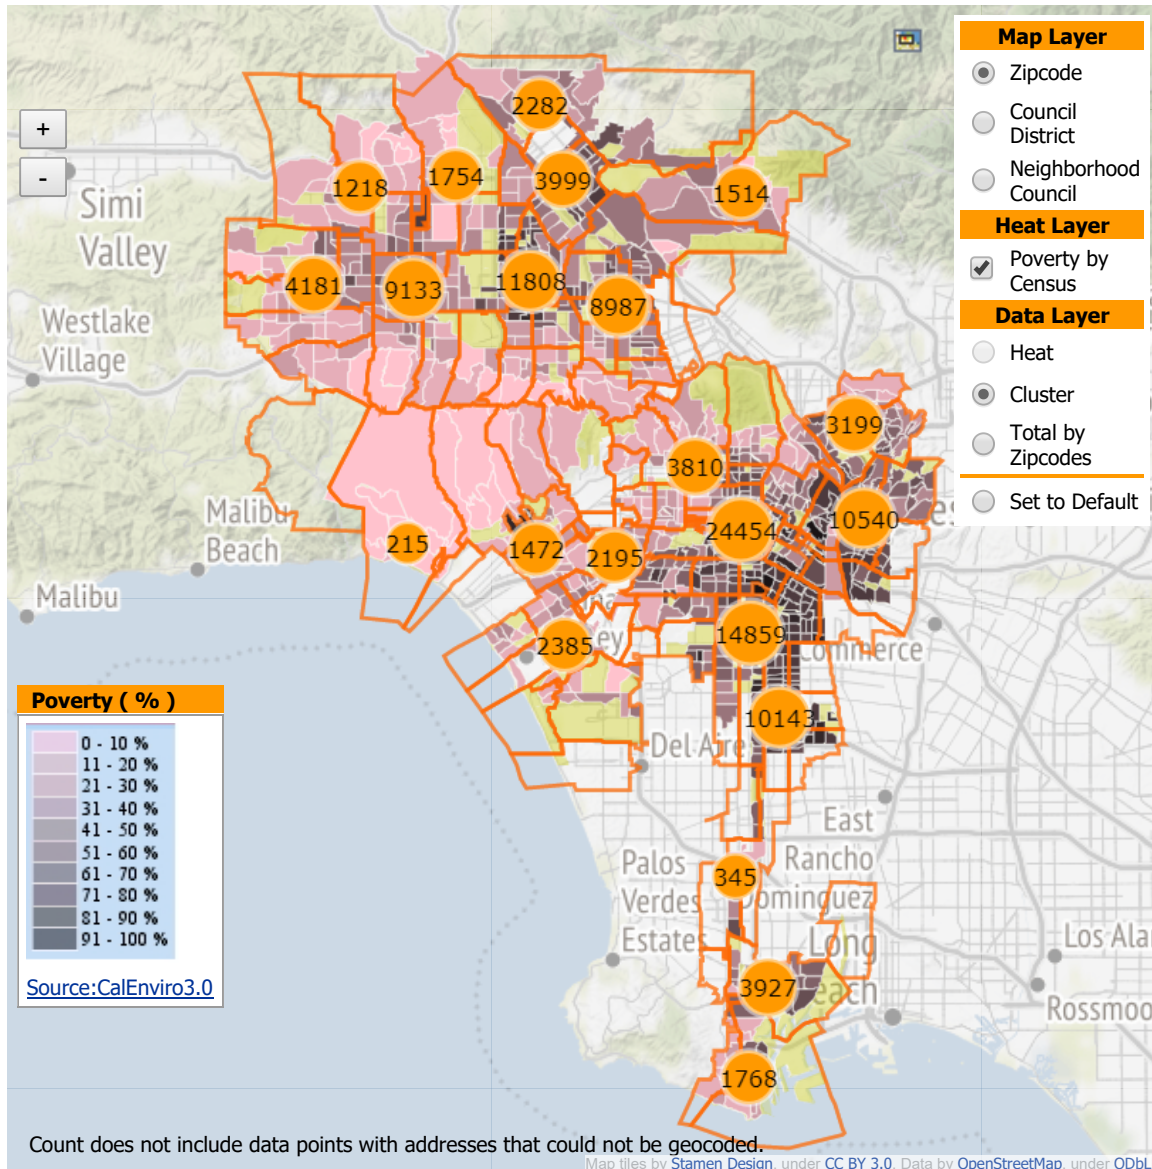 Map Layer
Zipcode
Council
District
Neighborhood
Council
Heat Layer
Poverty by
Census
Data Layer
Heat
Cluster
Total by
Zipcodes
Set to Default
+
-
2282
1218
1754
3999
1514
Simi
Valley
4181
9133
11808
8987
Westlake
Village
3199
3810
Malibu
Beach
215
1472
2195
24454
10540
Malibu
2385
ey
14859
Commerce
10143
Del Aire
East
Rancho
Dominguez
Palos
Verdes
Estates
345
Long
each
3927
Los Ala
Rossmoo
1768
Poverty ( % )
0 - 10 %
11 - 20 %
21 - 30 %
31 - 40 %
41 - 50 %
51 - 60 %
61 - 70 %
71 - 80 %
81 - 90 %
91 - 100 %
Source:CalEnviro3.0
Count does not include data points with addresses that could not be geocoded.
Map tiles by Stamen Design, under CC BY 3.0. Data by OpenStreetMap, under ODbL